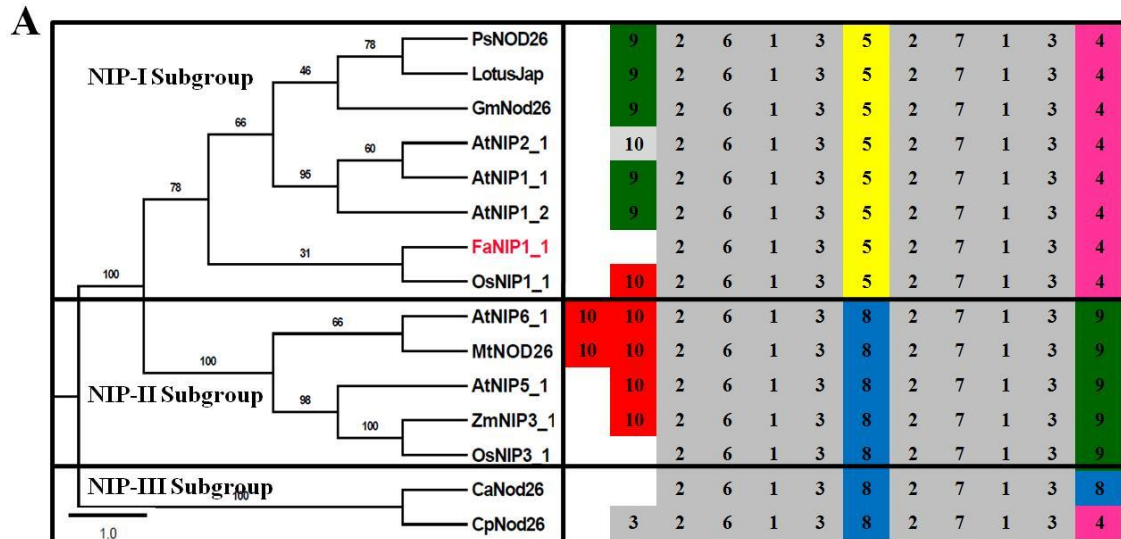 A
PsNOD26 9 2 6 1 3 5 2 7 1 3 4
78
NIP-I Subgroup 46 LotusJap 9 2 6 1 3 5 2 7 1 3 4
GmNod26 9 2 6 1 3 5 2 7 1 3 4
66
AtNIP2_1 10 2 6 1 3 5 2 7 1 3 4
60
78 95 AtNIP1_1 9 2 6 1 3 5 2 7 1 3 4
AtNIP1_2 9 2 6 1 3 5 2 7 1 3 4
FaNIP1_1 2 6 1 3 5 2 7 1 3 4
31
100 OsNIP1_1 10 2 6 1 3 5 2 7 1 3 4
AtNIP6_1 10 10 2 6 1 3 8 2 7 1 3 9
66
MtNOD26 10 10 2 6 1 3 8 2 7 1 3 9
100
AtNIP5_1 10 2 6 1 3 8 2 7 1 3 9
NIP-II Subgroup 98
ZmNIP3_1 10 2 6 1 3 8 2 7 1 3 9
100
OsNIP3_1 2 6 1 3 8 2 7 1 3 9
NIP-III Subgroup
100 CaNod26 2 6 1 3 8 2 7 1 3 8
CpNod26 3 2 6 1 3 8 2 7 1 3 4
1.0